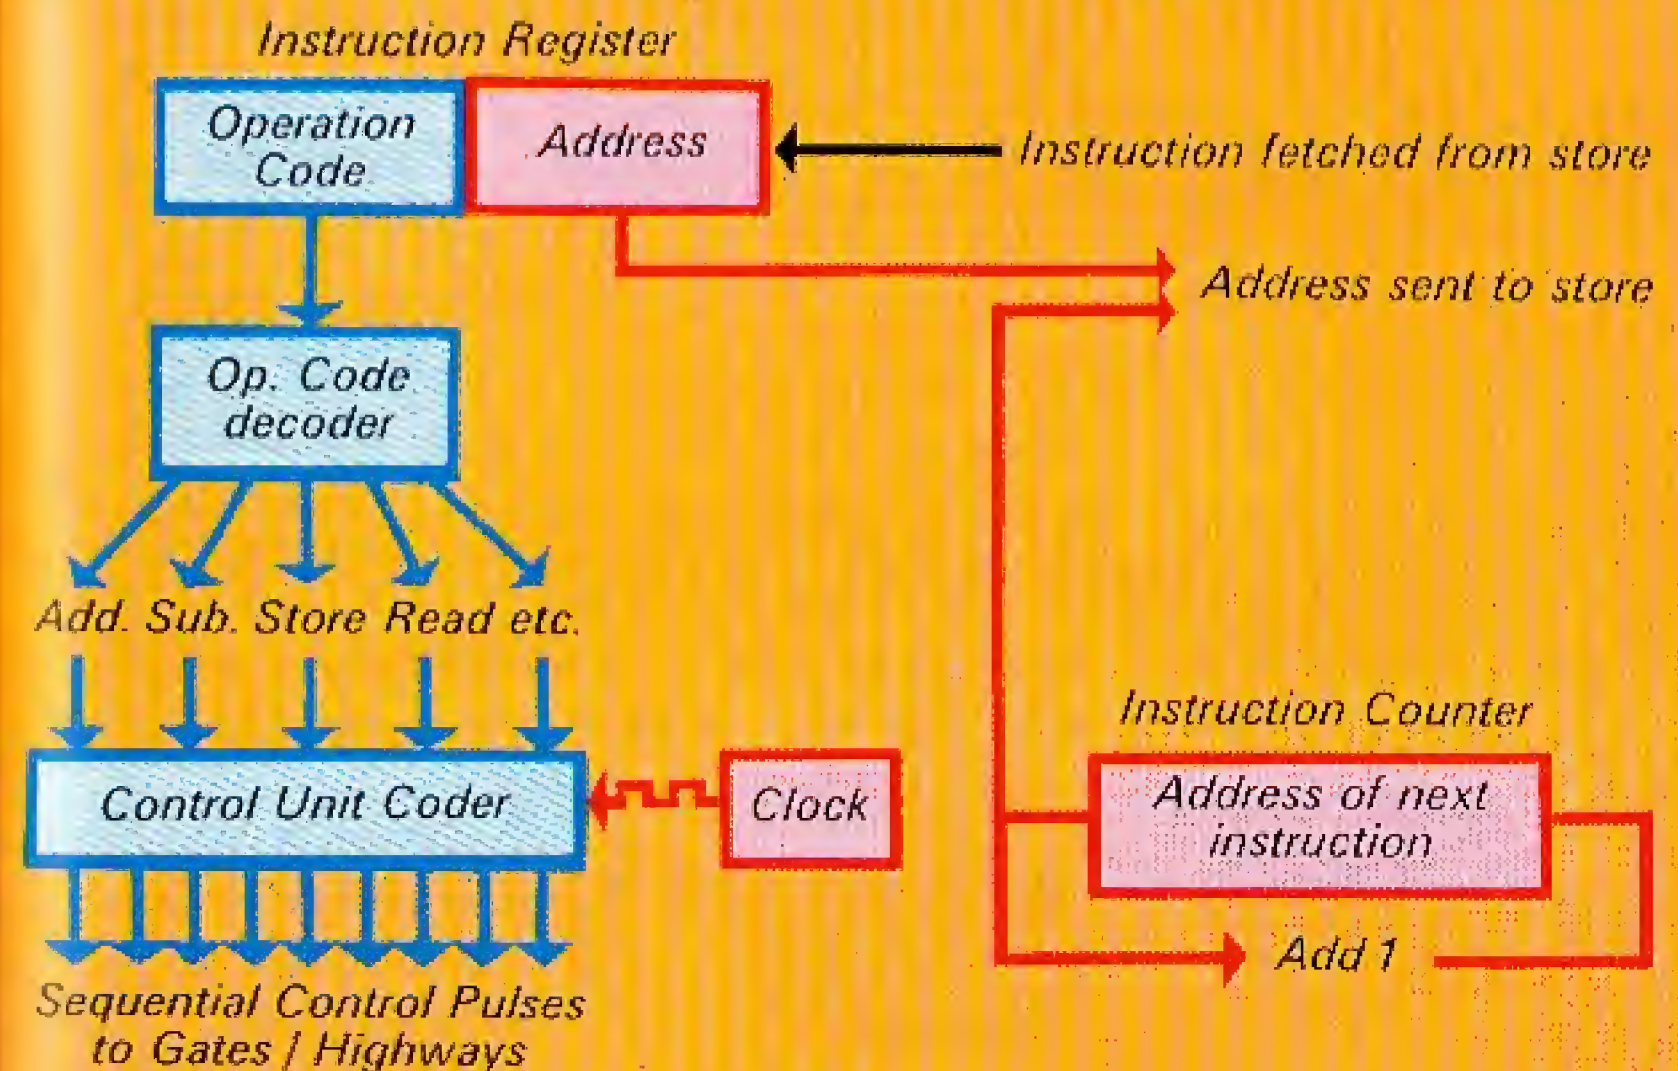 Instruction Register
Operation
Code
Address
Instruction fetched from store
Address sent to store
Op. Code
decoder
Add. Sub. Store Read etc.
Instruction Counter
Control Unit Coder
Clock
Address of next
instruction
Add 1
Sequential Control Pulses
to Gates / Highways